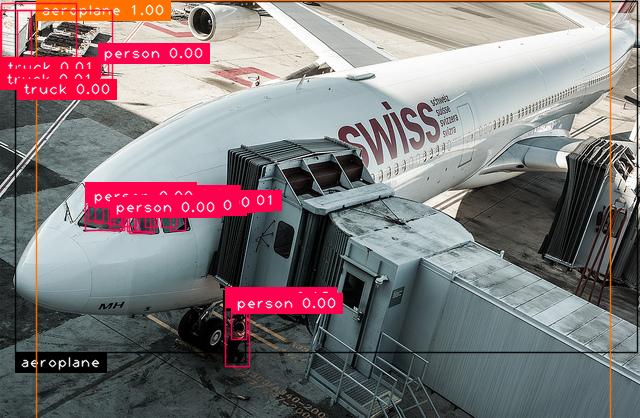 aeroplane 1.00
person 0.00
truck 0.01
truck 0.00
swiss
schweiz
suisse
svizzera
svizra
person 0.00
person 0.00 0 0 01
MH
person 0.00
aeroplane